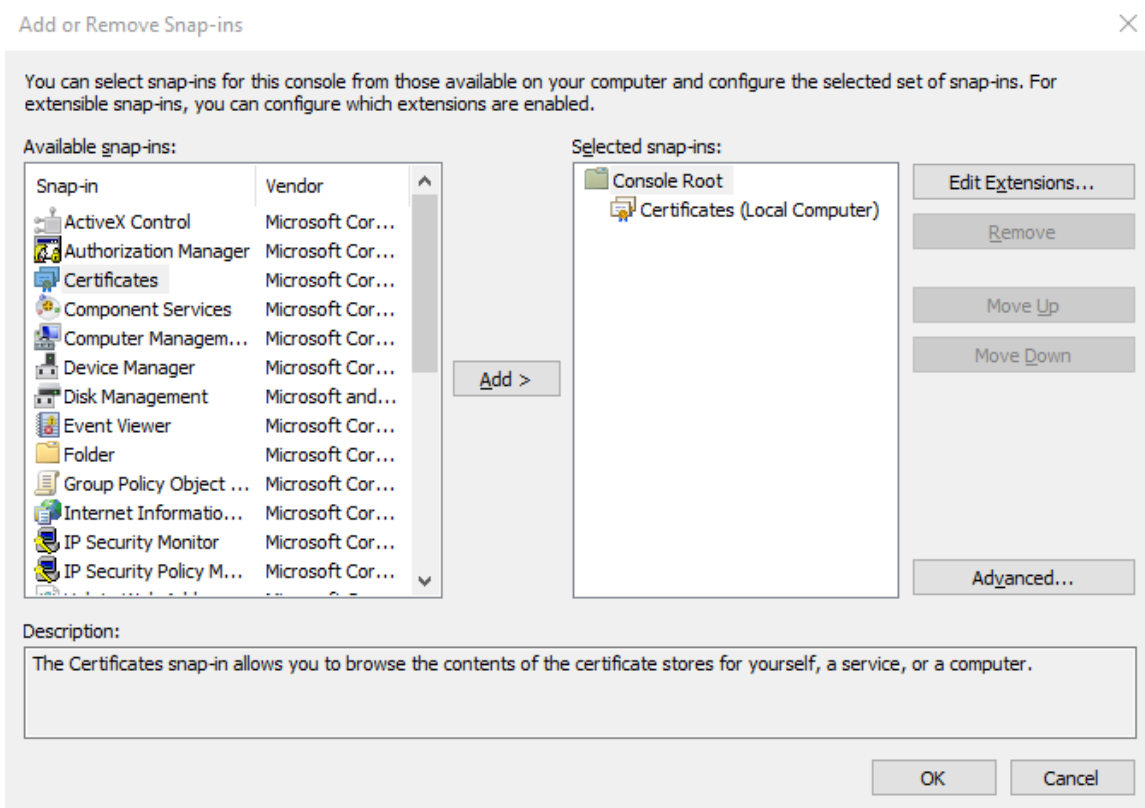 Add or Remove Snap-ins
You can select snap-ins for this console from those available on your computer and configure the selected set of snap-ins. For
extensible snap-ins, you can configure which extensions are enabled.
Available snap-ins:
Snap-in Vendor
ActiveX Control Microsoft Cor...
Authorization Manager Microsoft Cor...
Certificates Microsoft Cor...
Component Services Microsoft Cor...
Computer Managem... Microsoft Cor...
Device Manager Microsoft Cor...
Disk Management Microsoft and...
Event Viewer Microsoft Cor...
Folder Microsoft Cor...
Group Policy Object ... Microsoft Cor...
Internet Informatio... Microsoft Cor...
IP Security Monitor Microsoft Cor...
IP Security Policy M... Microsoft Cor...
Add >
Selected snap-ins:
Console Root
Certificates (Local Computer)
Edit Extensions...
Remove
Move Up
Move Down
Advanced...
Description:
The Certificates snap-in allows you to browse the contents of the certificate stores for yourself, a service, or a computer.
OK
Cancel